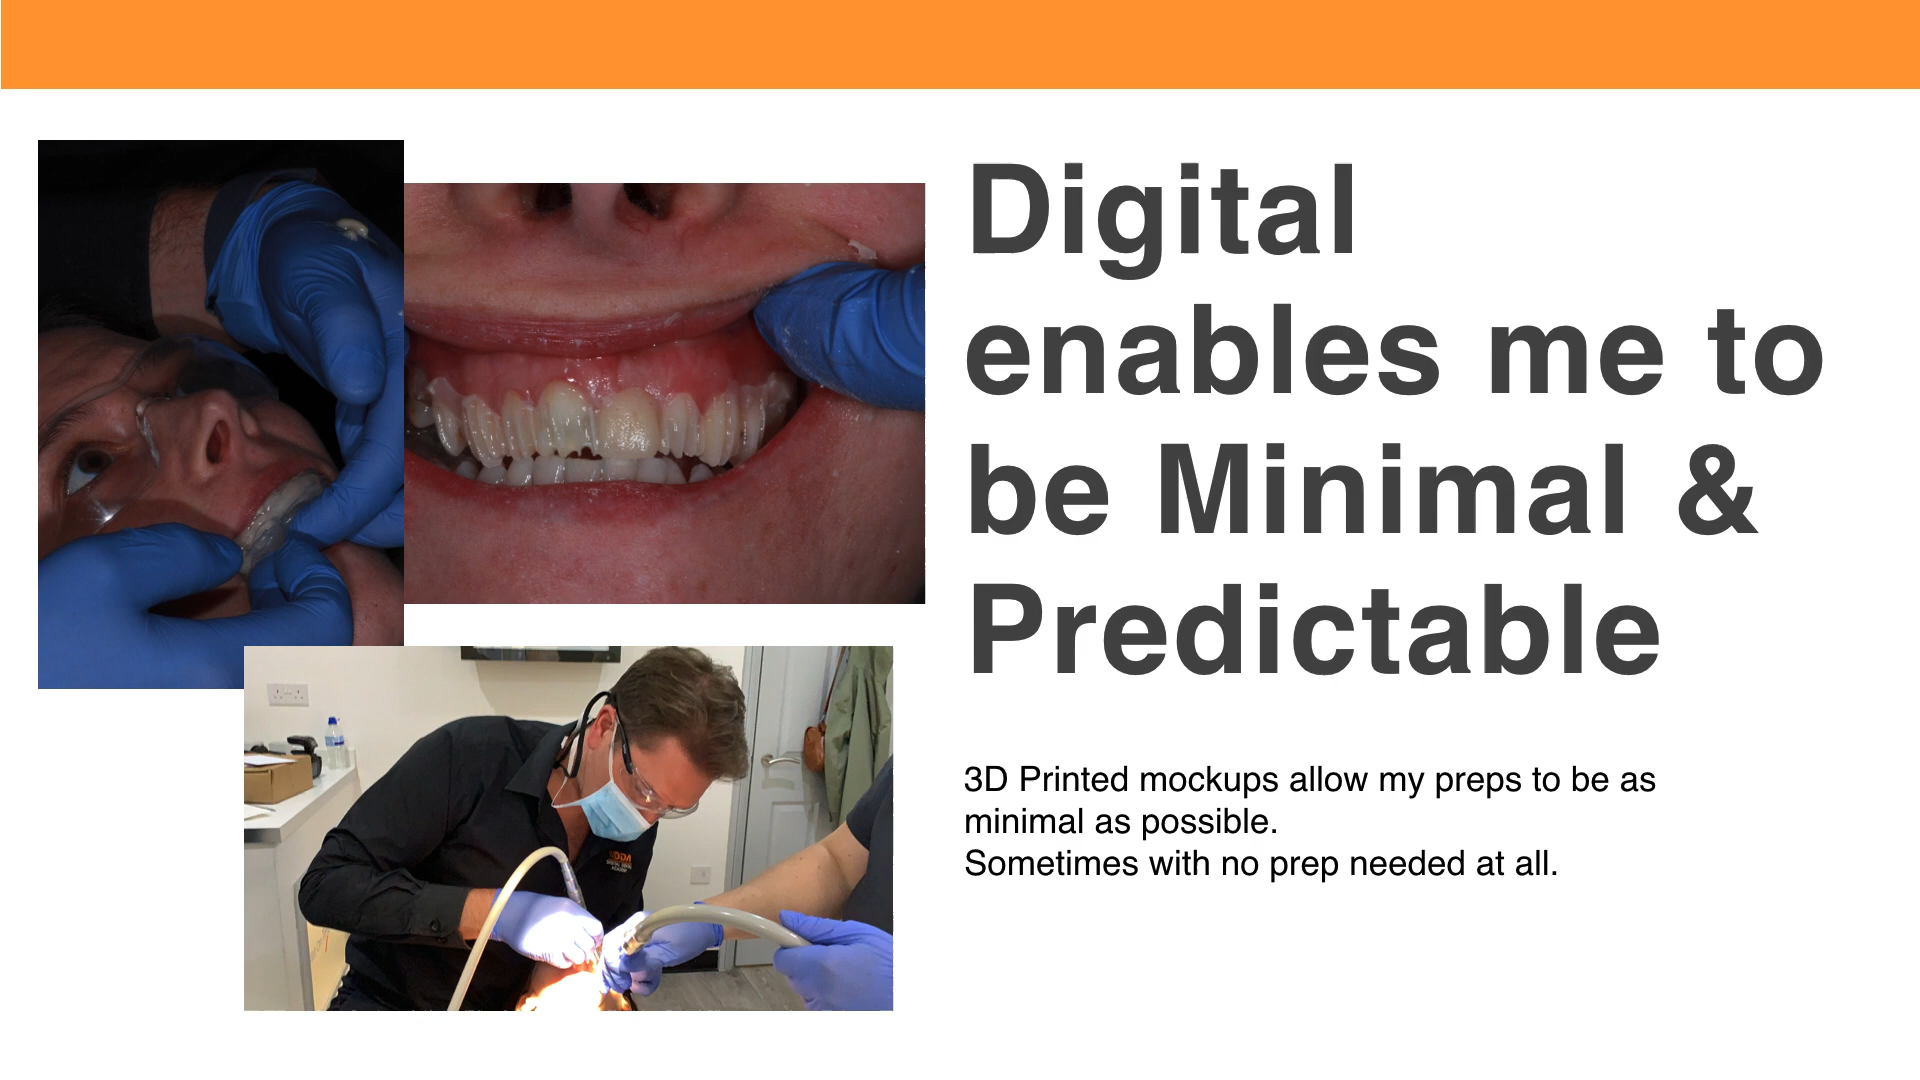 Digital
enables me to
be Minimal &
Predictable
3D Printed mockups allow my preps to be as
minimal as possible.
Sometimes with no prep needed at all.